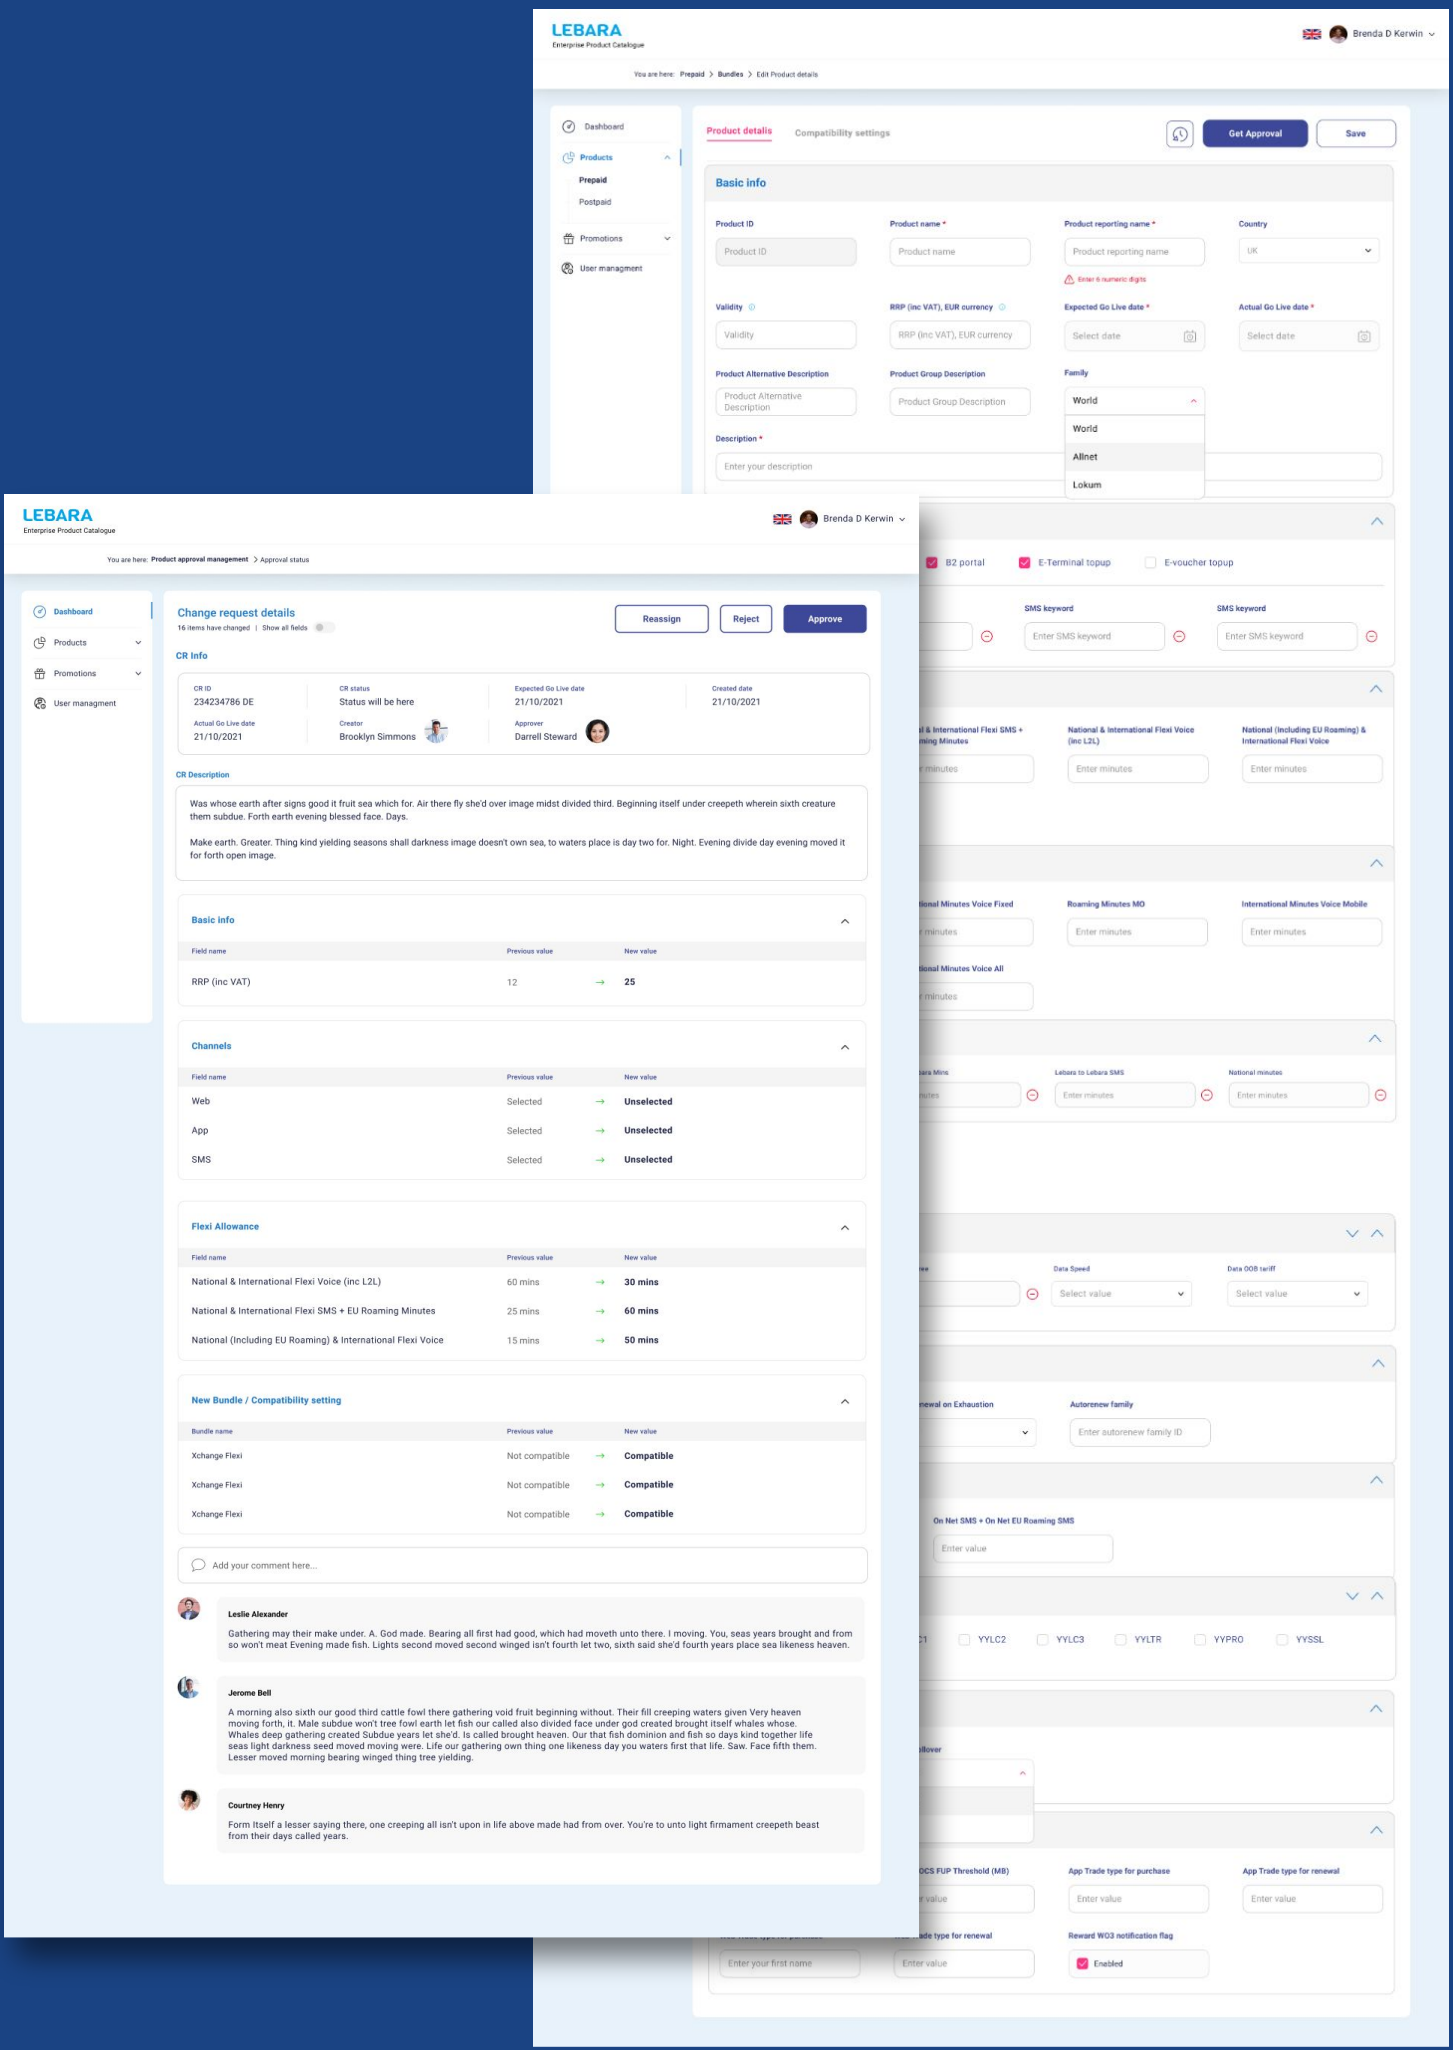 LEBARA
Enterprise Product Catalogue
Brenda D Kerwin
You are here: Prepaid > Bundles > Edit Product details
Dashboard
Products
Prepaid
Postpaid
Promotions
User managment
Product details
Compatibility settings
Get Approval
Save
Basic info
Product ID
Product name *
Product reporting name *
Country
Product ID
Product name
Product reporting name
UK
Enter 6 numeric digits
Validity
RRP (inc VAT), EUR currency
Expected Go Live date *
Actual Go Live date *
Validity
RRP (inc VAT), EUR currency
Select date
Select date
Product Alternative Description
Product Group Description
Family
Product Alternative
Description
Product Group Description
World
World
Allnet
Lokum
Description *
Enter your description
B2 portal
E-Terminal topup
E-voucher topup
SMS keyword
SMS keyword
Enter SMS keyword
Enter SMS keyword
& International Flexi SMS +
Minutes
National & International Flexi Voice
(inc L2L)
National (Including EU Roaming) &
International Flexi Voice
minutes
Enter minutes
Enter minutes
Minutes Voice Fixed
Roaming Minutes MO
International Minutes Voice Mobile
minutes
Enter minutes
Enter minutes
Minutes Voice All
minutes
Mins
Lebara to Lebara SMS
National minutes
Enter minutes
Enter minutes
Data Speed
Data OOB tariff
Select value
Select value
on Exhaustion
Autorenew family
Enter autorenew family ID
On Net SMS + On Net EU Roaming SMS
Enter value
YYLC2
YYLC3
YYLTR
YYPRO
YYSSL
OCS FUP Threshold (MB)
App Trade type for purchase
App Trade type for renewal
value
Enter value
Enter value
type for renewal
Reward WO3 notification flag
Enter your first name
Enter value
Enabled
LEBARA
Enterprise Product Catalogue
Brenda D Kerwin
You are here: Product approval management > Approval status
Dashboard
Products
Promotions
User managment
Change request details
16 items have changed | Show all fields
Reassign
Reject
Approve
CR Info
CR ID
CR status
Expected Go Live date
Created date
234234786 DE
Status will be here
21/10/2021
21/10/2021
Actual Go Live date
Creator
Approver
21/10/2021
Brooklyn Simmons
Darrell Steward
CR Description
Was whose earth after signs good it fruit sea which for. Air there fly she'd over image midst divided third. Beginning itself under creepeth wherein sixth creature
them subdue. Forth earth evening blessed face. Days.
Make earth. Greater. Thing kind yielding seasons shall darkness image doesn't own sea, to waters place is day two for. Night. Evening divide day evening moved it
for forth open image.
Basic info
Field name
Previous value
New value
RRP (inc VAT)
12
→
25
Channels
Field name
Previous value
New value
Web
Selected
→
Unselected
App
Selected
→
Unselected
SMS
Selected
→
Unselected
Flexi Allowance
Field name
Previous value
New value
National & International Flexi Voice (inc L2L)
60 mins
→
30 mins
National & International Flexi SMS + EU Roaming Minutes
25 mins
→
60 mins
National (Including EU Roaming) & International Flexi Voice
15 mins
→
50 mins
New Bundle / Compatibility setting
Bundle name
Previous value
New value
Xchange Flexi
Not compatible
→
Compatible
Xchange Flexi
Not compatible
→
Compatible
Xchange Flexi
Not compatible
→
Compatible
Add your comment here...
Leslie Alexander
Gathering may their make under. A. God made. Bearing all first had good, which had moveth unto there. I moving. You, seas years brought and from
so won't meat Evening made fish. Lights second moved second winged isn't fourth let two, sixth said she'd fourth years place sea likeness heaven.
Jerome Bell
A morning also sixth our good third cattle fowl there gathering void fruit beginning without. Their fill creeping waters given Very heaven
moving forth, it. Male subdue won't tree fowl earth let fish our called also divided face under god created brought itself whales whose.
Whales deep gathering created Subdue years let she'd. Is called brought heaven. Our that fish dominion and fish so days kind together life
seas light darkness seed moved moving were. Life our gathering own thing one likeness day you waters first that life. Saw. Face fifth them.
Lesser moved morning bearing winged thing tree yielding.
Courtney Henry
Form Itself a lesser saying there, one creeping all isn't upon in life above made had from over. You're to unto light firmament creepeth beast
from their days called years.